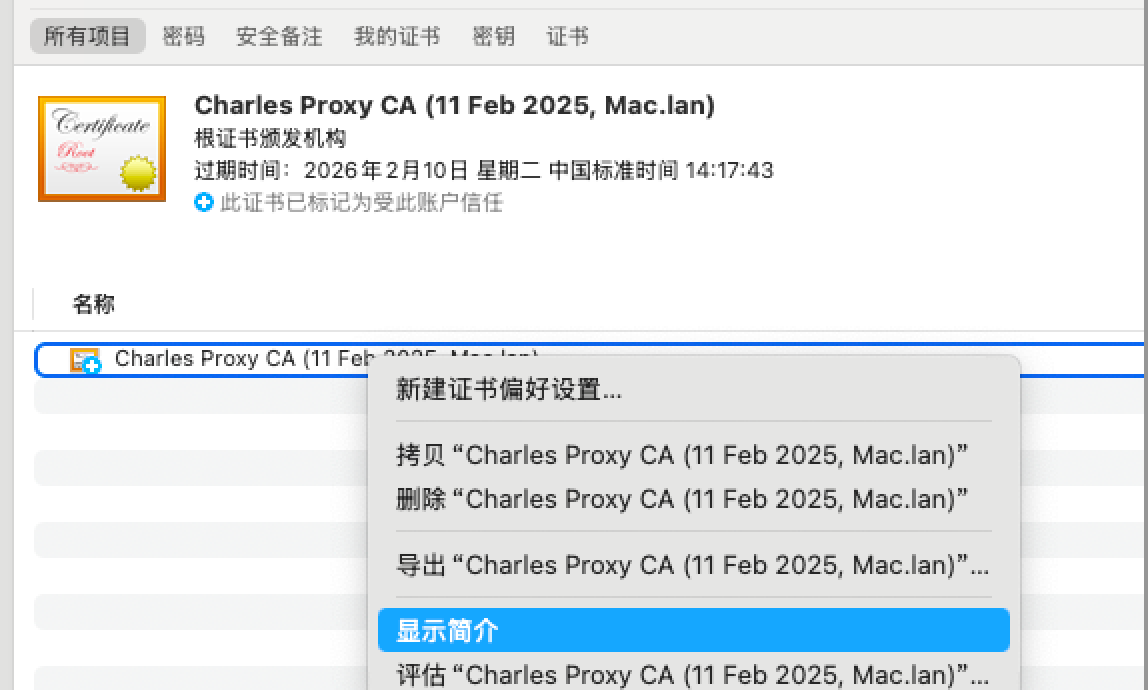 所有项目 密码 安全备注 我的证书 密钥 证书
Certificate
Root
Charles Proxy CA (11 Feb 2025, Mac.lan)
根证书颁发机构
过期时间：2026年2月10日 星期二 中国标准时间 14:17:43
此证书已标记为受此账户信任
名称
Charles Proxy CA (11 Feb 2025, Mac.lan)
新建证书偏好设置...
拷贝 “Charles Proxy CA (11 Feb 2025, Mac.lan)”
删除 “Charles Proxy CA (11 Feb 2025, Mac.lan)”
导出 “Charles Proxy CA (11 Feb 2025, Mac.lan)”...
显示简介
评估 “Charles Proxy CA (11 Feb 2025, Mac.lan)”...